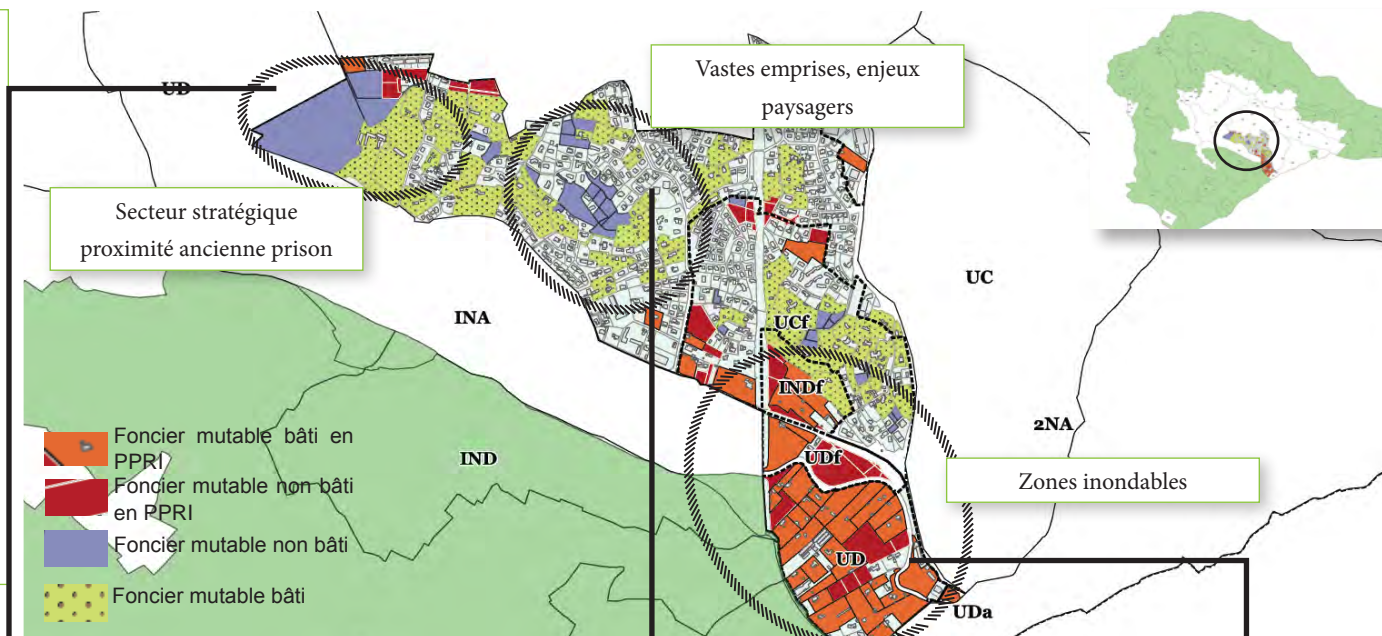 Vastes emprises, enjeux
paysagers
UD
Secteur stratégique
proximité ancienne prison
UC
INA
UCf
INDf
2NA
IND
UDf
Zones inondables
UD
UDa
Foncier mutable bâti en
PPRI
Foncier mutable non bâti
en PPRI
Foncier mutable non bâti
Foncier mutable bâti